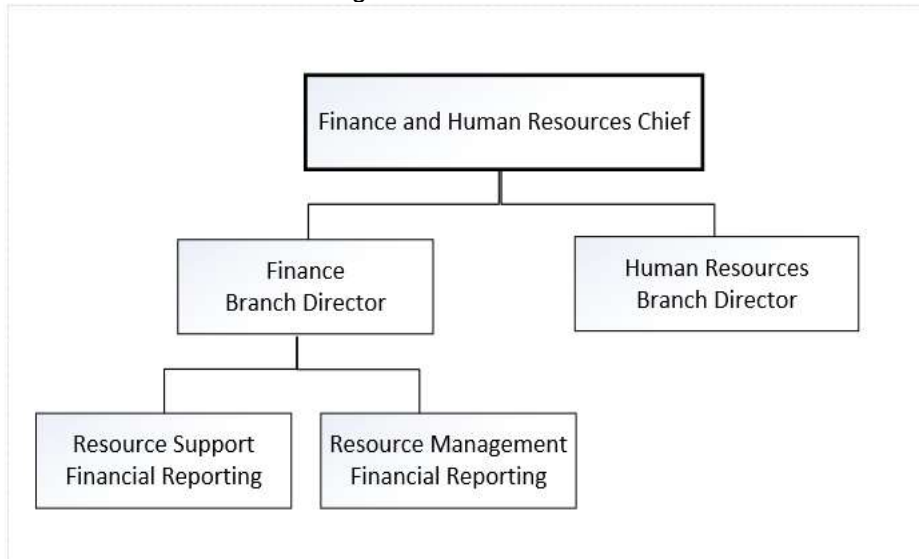 Finance and Human Resources Chief
Finance
Branch Director
Human Resources
Branch Director
Resource Support
Financial Reporting
Resource Management
Financial Reporting